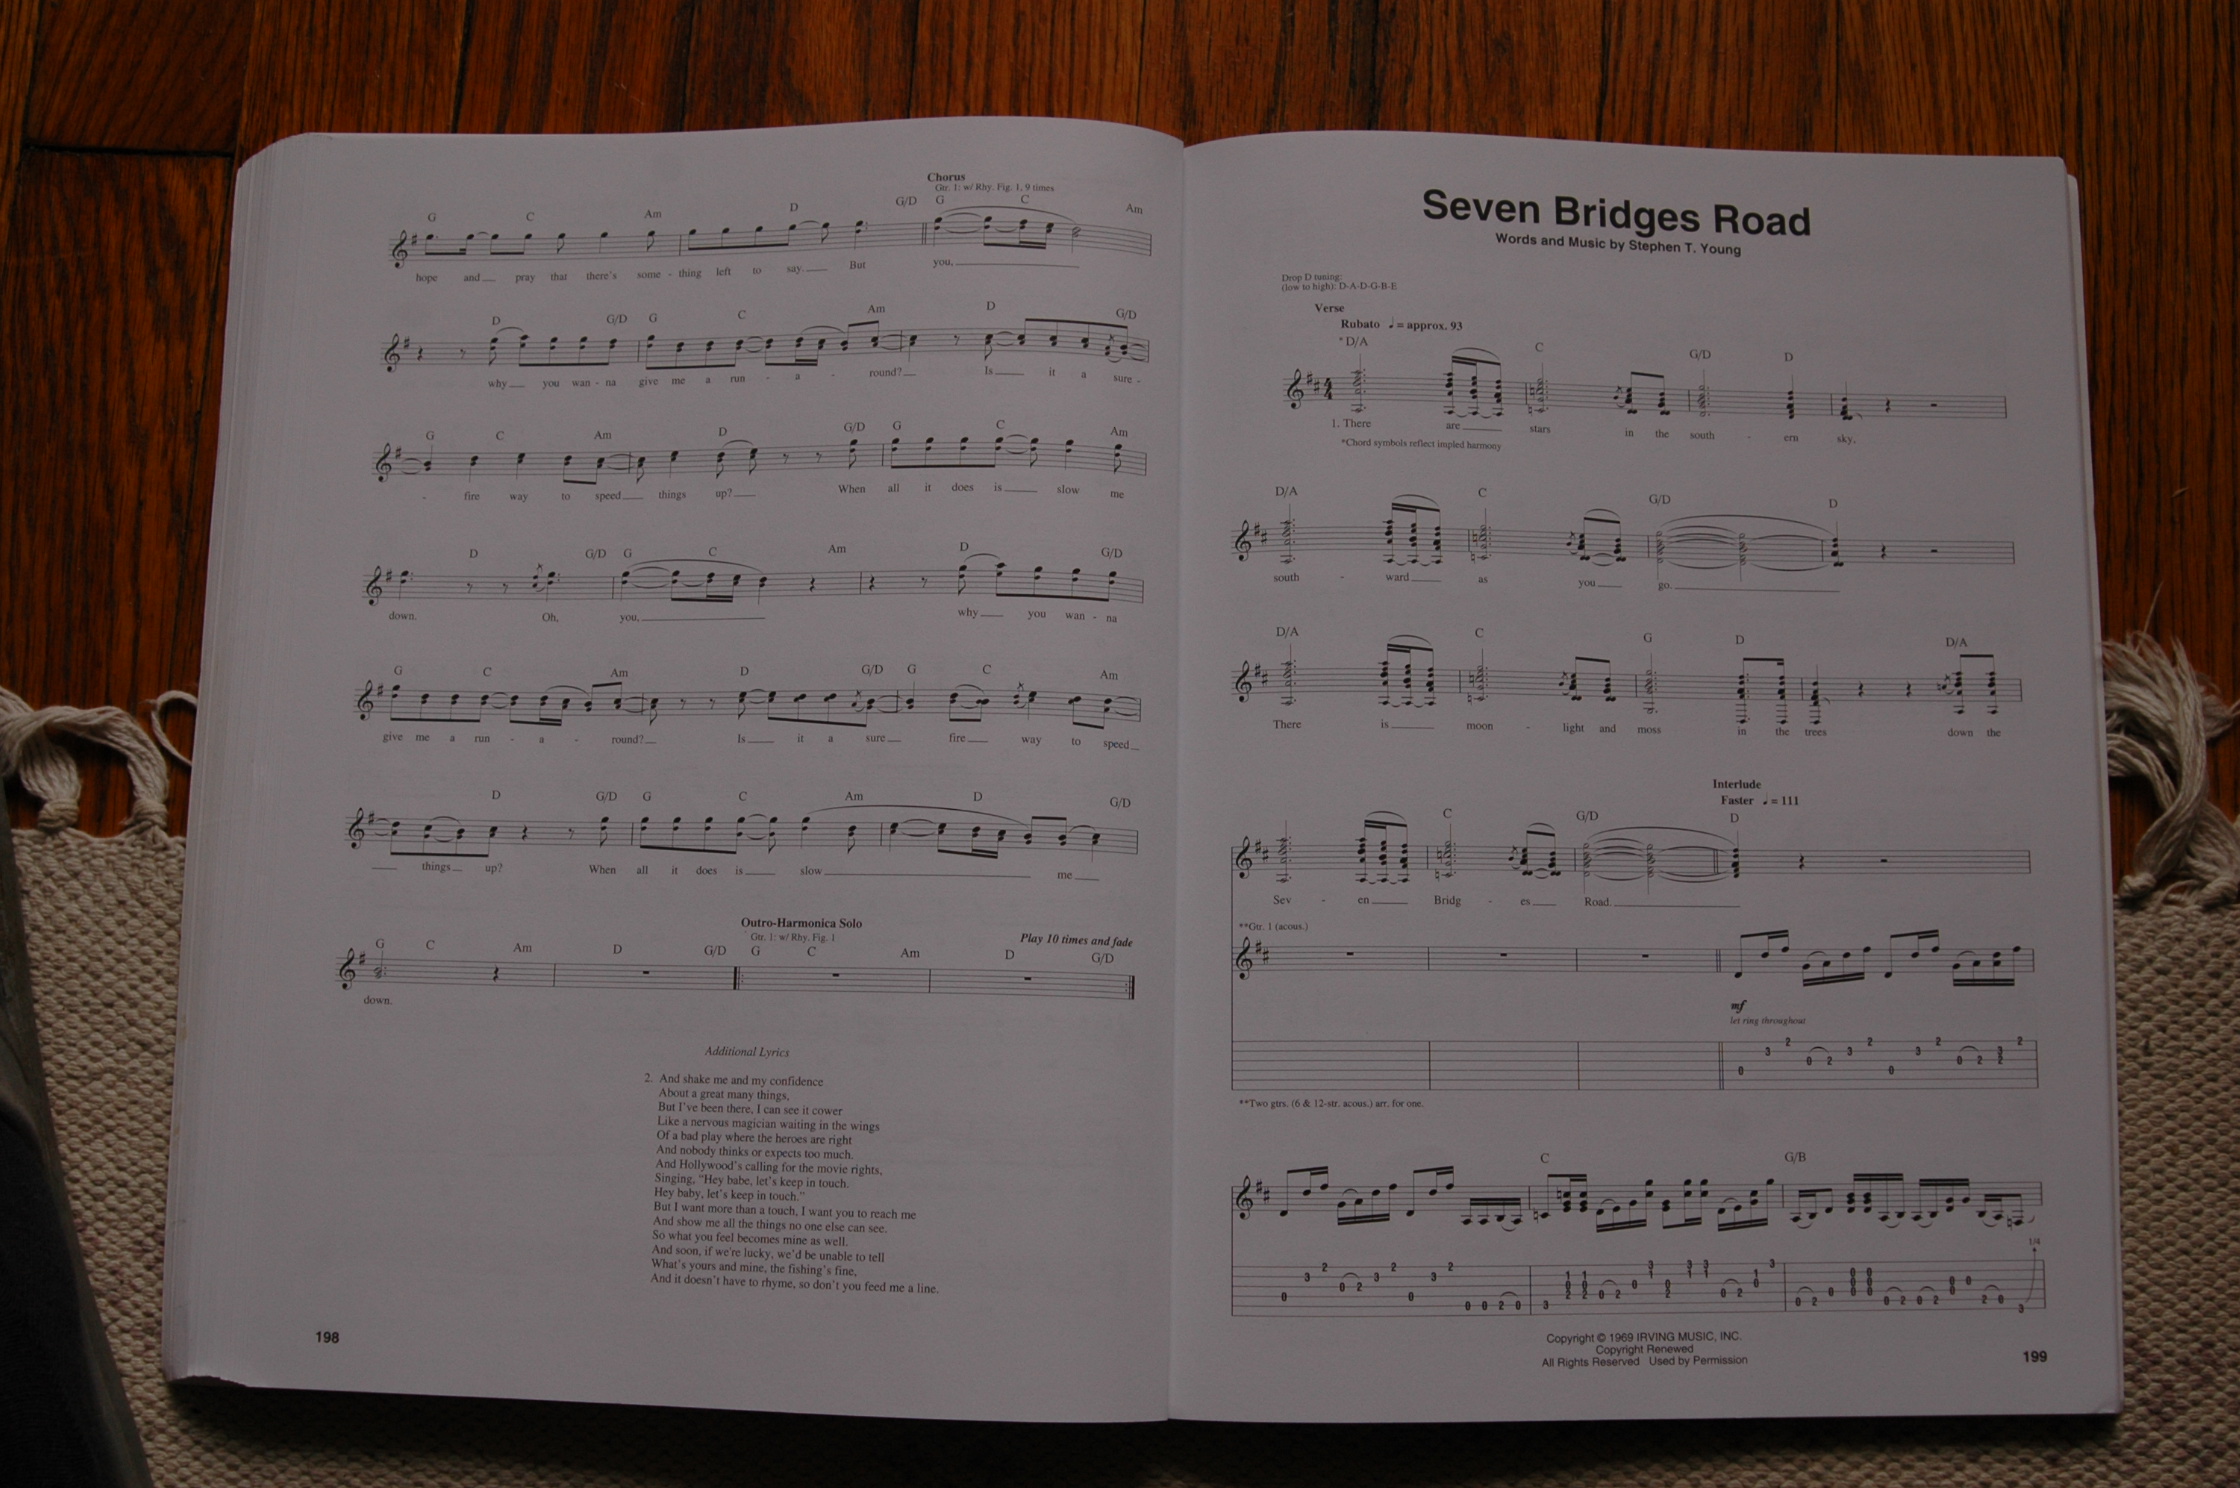 Chorus
Gtr. 1: w/ Rhy. Fig. 1, 9 times
G C Am D G/D G C Am
hope and pray that there's some - thing left to say. But you,
D G/D G C Am D G/D
why you wan - na give me a run - a - round? Is it a sure -
G C Am D G/D G C Am
- fire way to speed things up? When all it does is slow me
D G/D G C Am D G/D
down. Oh, you, why you wan - na
G C Am D G/D G C Am
give me a run - a - round? Is it a sure fire way to speed
D G/D G C Am D G/D
things up? When all it does is slow me
Outro-Harmonica Solo
Gtr. 1: w/ Rhy. Fig. 1
Play 10 times and fade
G C Am D G/D G C Am D G/D
down.
Additional Lyrics
2. And shake me and my confidence
About a great many things,
But I've been there, I can see it cower
Like a nervous magician waiting in the wings
Of a bad play where the heroes are right
And nobody thinks or expects too much.
And Hollywood's calling for the movie rights,
Singing, "Hey babe, let's keep in touch.
Hey baby, let's keep in touch."
But I want more than a touch, I want you to reach me
And show me all the things no one else can see.
So what you feel becomes mine as well.
And soon, if we're lucky, we'd be unable to tell
What's yours and mine, the fishing's fine,
And it doesn't have to rhyme, so don't you feed me a line.
198
Seven Bridges Road
Words and Music by Stephen T. Young
Drop D tuning:
(low to high): D-A-D-G-B-E
Verse
Rubato ♩ = approx. 93
*D/A C G/D D
1. There are stars in the south - ern sky,
*Chord symbols reflect impled harmony
D/A C G/D D
south - ward as you go.
D/A C G D D/A
There is moon - light and moss in the trees down the
Interlude
Faster ♩ = 111
C G/D D
Sev - en Bridg - es Road.
**Gtr. 1 (acous.)
mf
let ring throughout
0 3 2 0 2 3 2 0 3 2 0 2 3 2 2
**Two gtrs. (6 & 12-str. acous.) arr. for one.
C G/B
1/4
Copyright © 1969 IRVING MUSIC, INC.
Copyright Renewed
All Rights Reserved Used by Permission
199